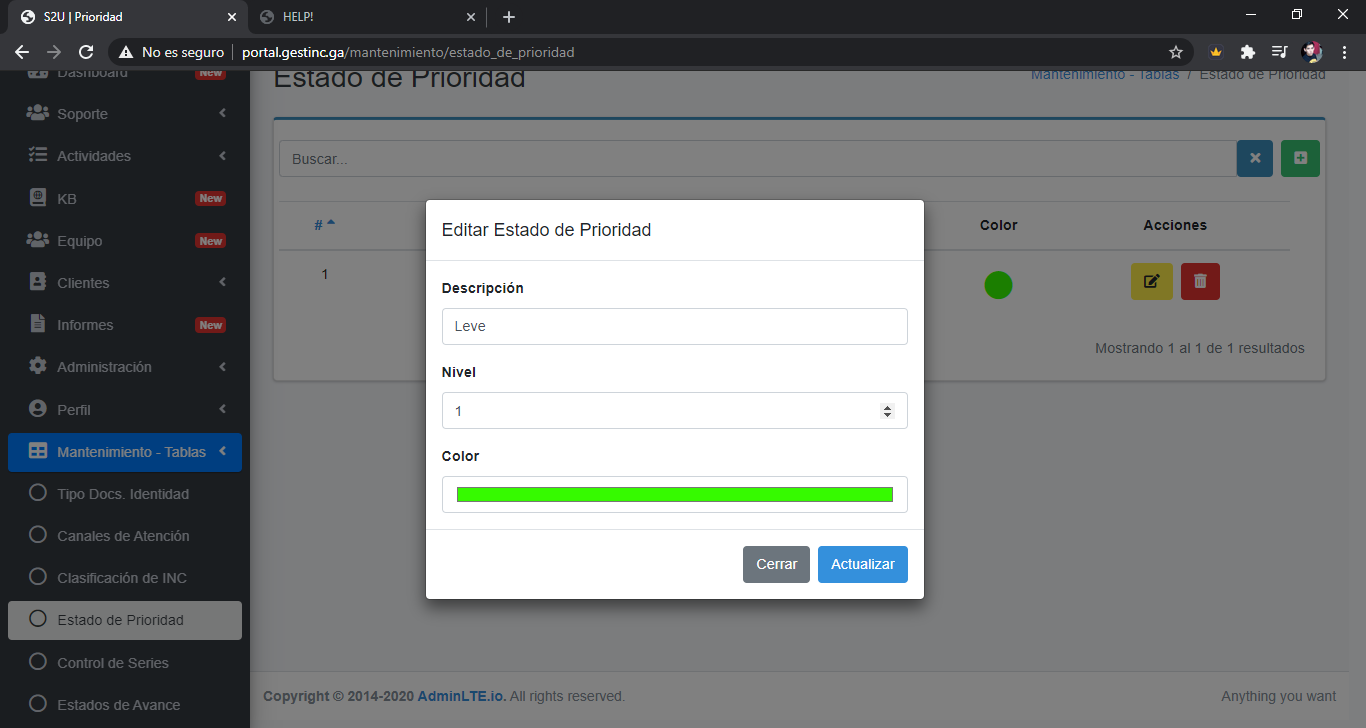 S2U | Prioridad
HELP!
No es seguro
portal.gestinc.ga/mantenimiento/estado_de_prioridad
Dashboard New
Soporte
Actividades
KB New
Equipo New
Clientes
Informes New
Administración
Perfil
Mantenimiento - Tablas
Tipo Docs. Identidad
Canales de Atención
Clasificación de INC
Estado de Prioridad
Control de Series
Estados de Avance
Estado de Prioridad
Mantenimiento - Tablas / Estado de Prioridad
Buscar...
# Color Acciones
1
Mostrando 1 al 1 de 1 resultados
Editar Estado de Prioridad
Descripción
Leve
Nivel
1
Color
Cerrar Actualizar
Copyright © 2014-2020 AdminLTE.io. All rights reserved.
Anything you want